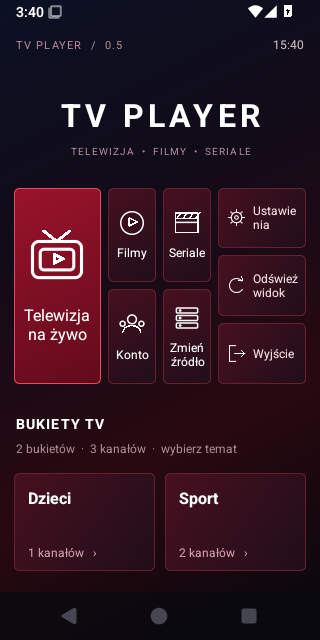 3:40
TV PLAYER / 0.5
15:40
TV PLAYER
TELEWIZJA • FILMY • SERIALE
Telewizja
na żywo
Filmy
Seriale
Konto
Zmień
źródło
Ustawie
nia
Odśwież
widok
Wyjście
BUKIETY TV
2 bukietów · 3 kanałów · wybierz temat
Dzieci
1 kanałów ›
Sport
2 kanałów ›